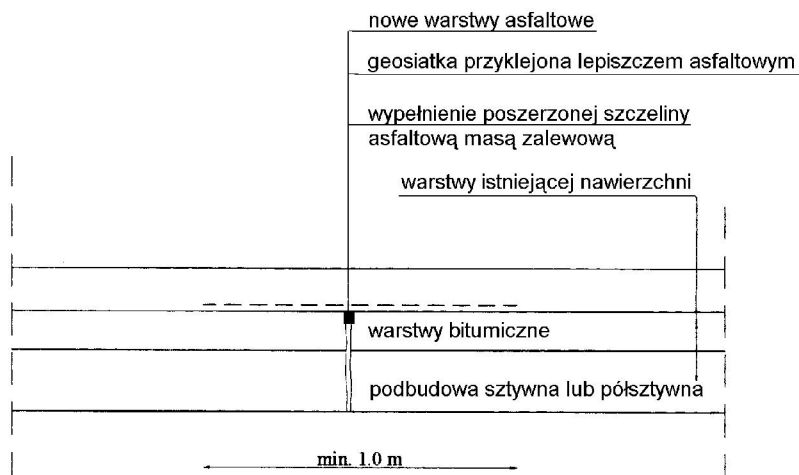 nowe warstwy asfaltowe
geosiatka przyklejona lepiszczem asfaltowym
wypełnienie poszerzonej szczeliny
asfaltową masą zalewową
warstwy istniejącej nawierzchni
warstwy bitumiczne
podbudowa sztywna lub półsztywna
min. 1.0 m